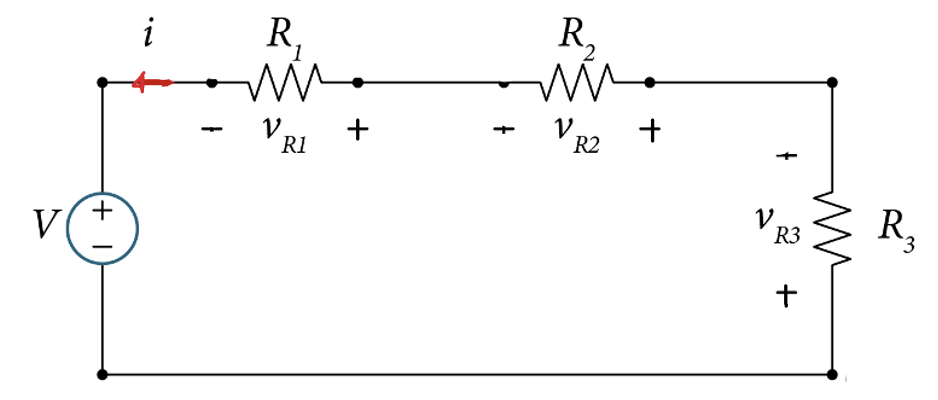 i R1 R2
− vR1 + − vR2 +
−
V + − vR3 R3
+